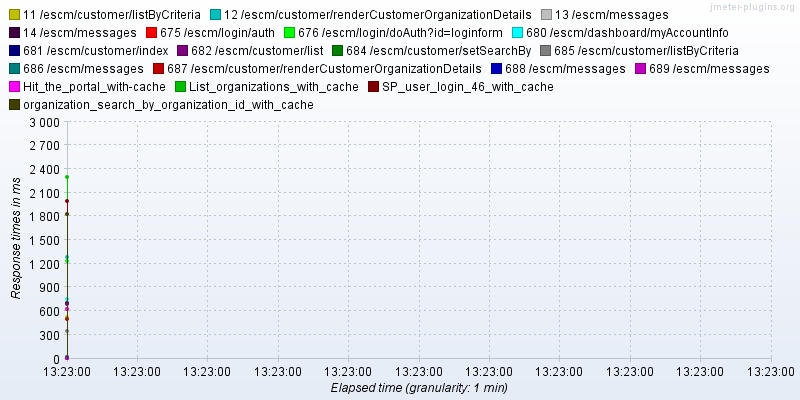 jmeter-plugins.org
11 /escm/customer/listByCriteria 12 /escm/customer/renderCustomerOrganizationDetails 13 /escm/messages
14 /escm/messages 675 /escm/login/auth 676 /escm/login/doAuth?id=loginform 680 /escm/dashboard/myAccountInfo
681 /escm/customer/index 682 /escm/customer/list 684 /escm/customer/setSearchBy 685 /escm/customer/listByCriteria
686 /escm/messages 687 /escm/customer/renderCustomerOrganizationDetails 688 /escm/messages 689 /escm/messages
Hit_the_portal_with-cache List_organizations_with_cache SP_user_login_46_with_cache
organization_search_by_organization_id_with_cache
3 000
2 700
2 400
2 100
1 800
1 500
1 200
900
600
300
0
Response times in ms
13:23:00 13:23:00 13:23:00 13:23:00 13:23:00 13:23:00 13:23:00 13:23:00 13:23:00 13:23:00 13:23:00
Elapsed time (granularity: 1 min)